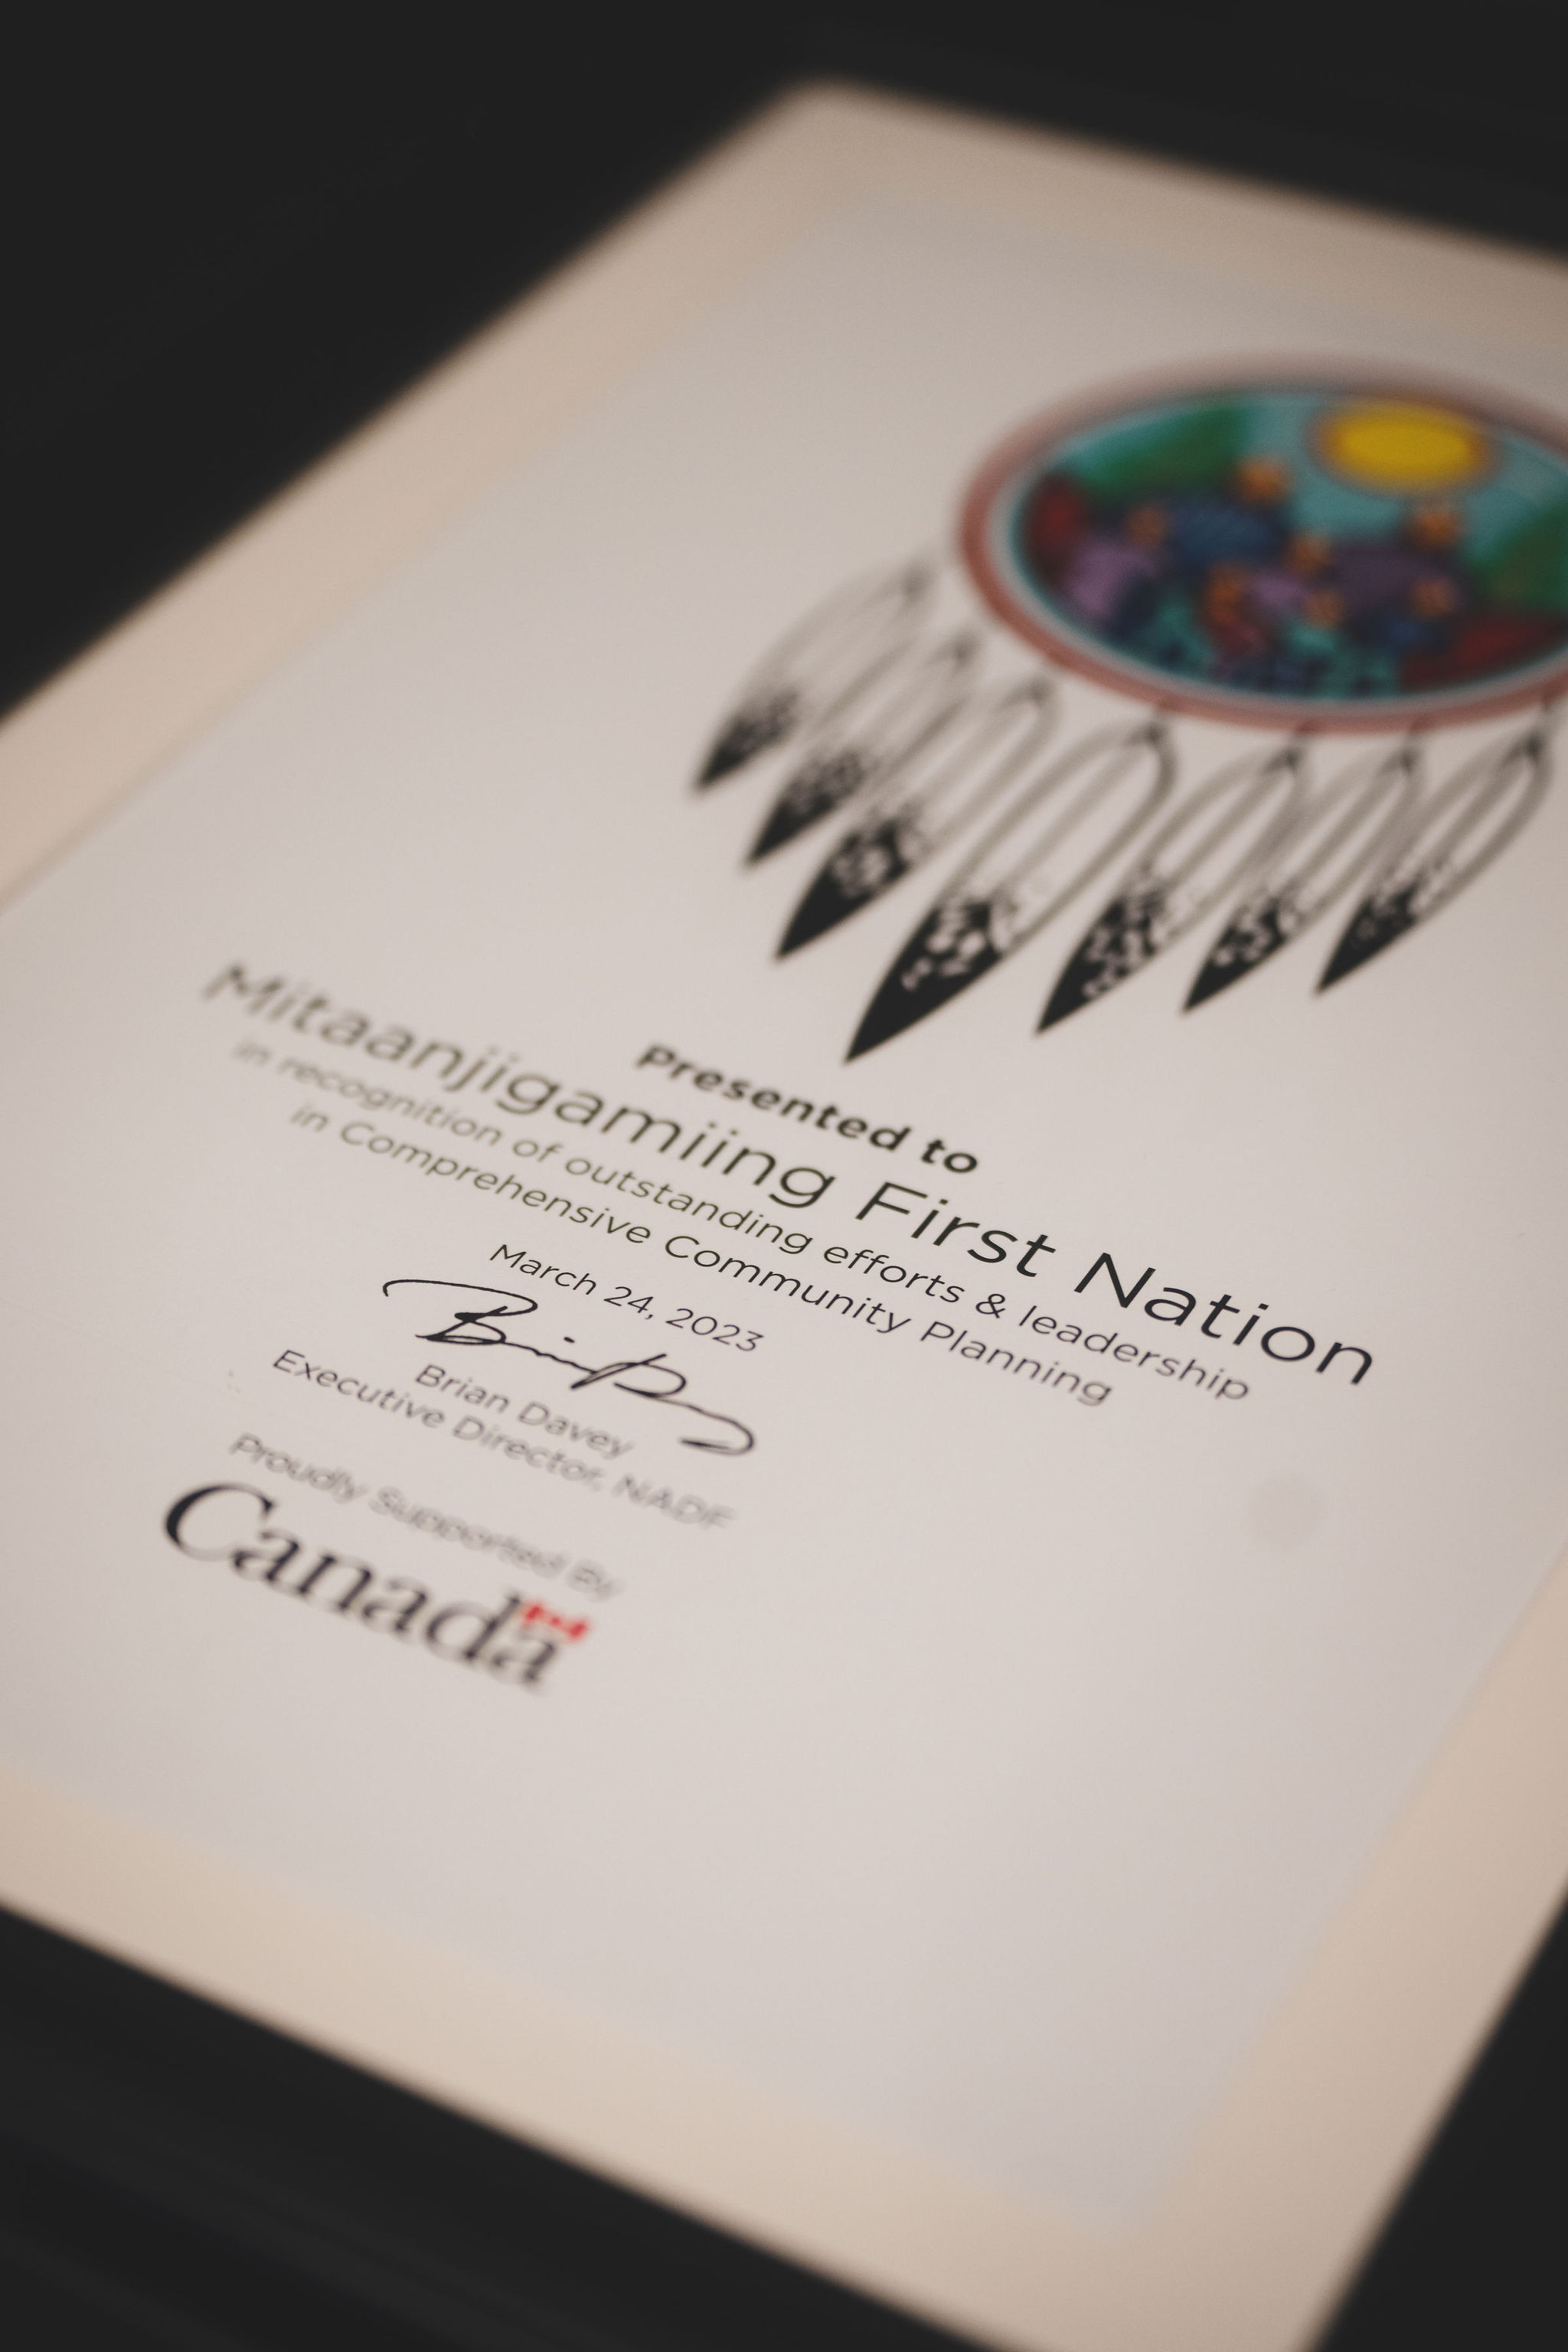 Presented to
Mitaanjigamiing First Nation
in recognition of outstanding efforts & leadership
in Comprehensive Community Planning
March 24, 2023
Brian Davey
Executive Director, NADF
Proudly Supported By
Canada